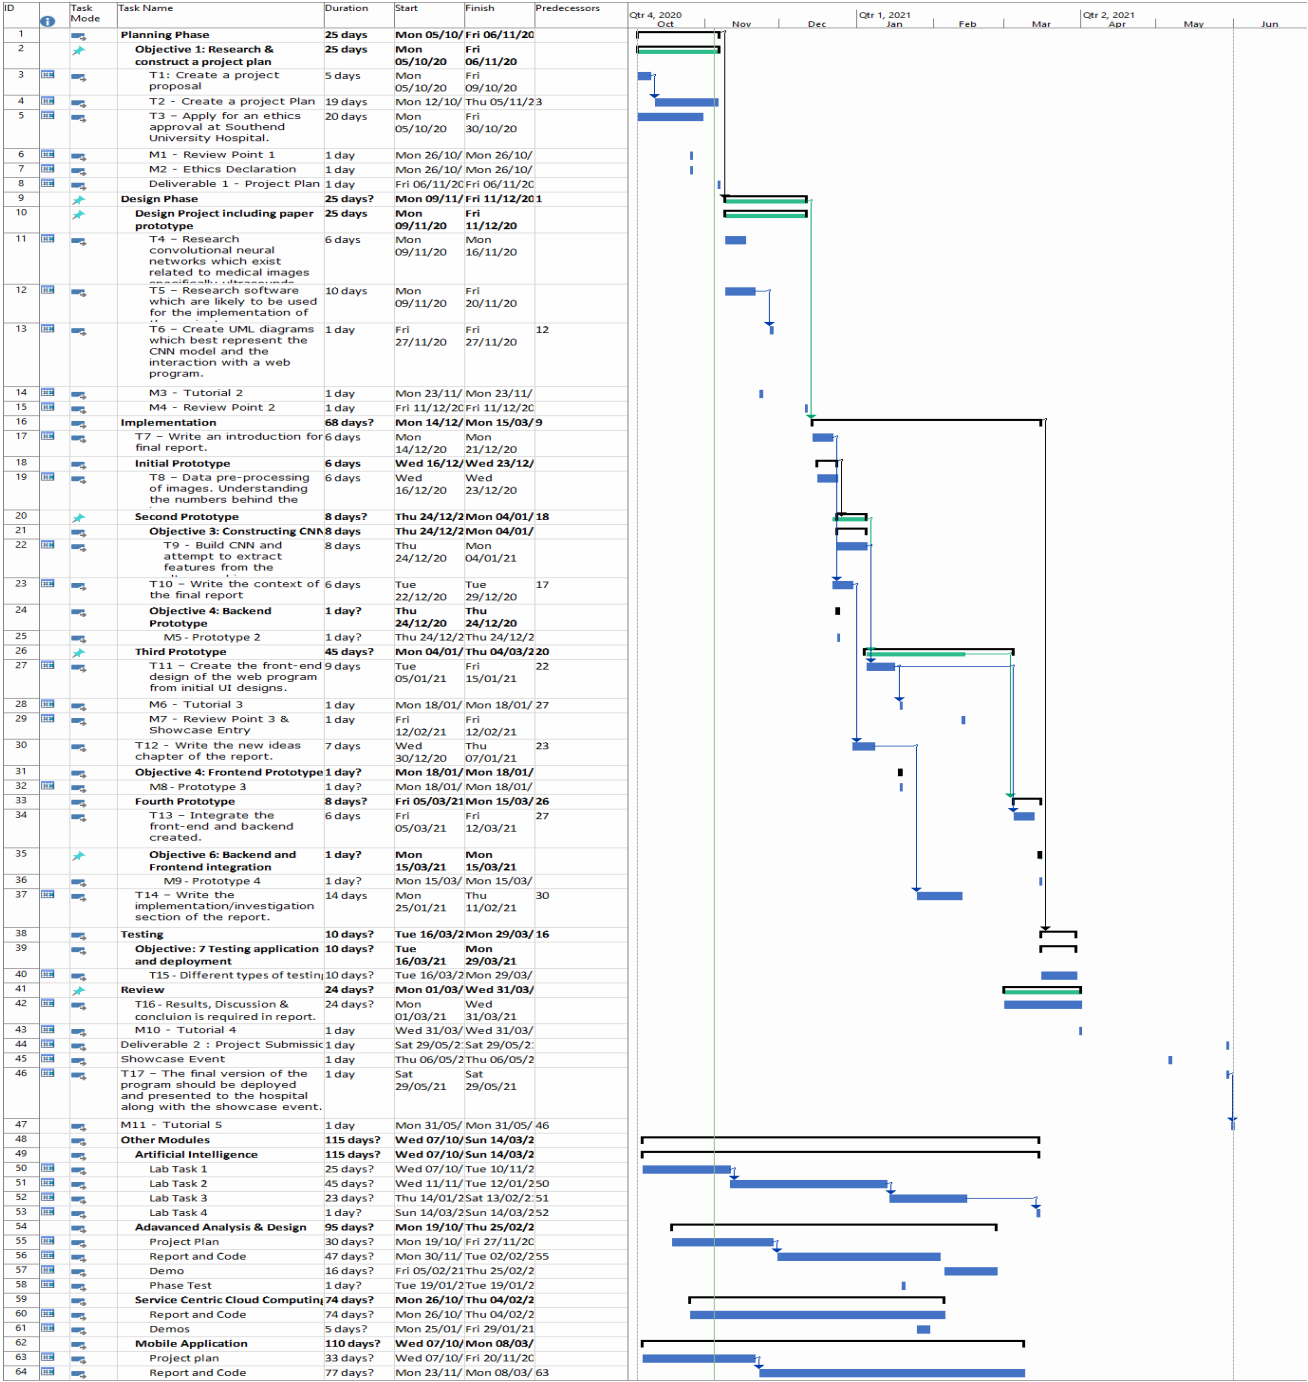 ID Task Mode Task Name Duration Start Finish Predecessors
Qtr 4, 2020 Qtr 1, 2021 Qtr 2, 2021
Oct Nov Dec Jan Feb Mar May Jun
1 Planning Phase 25 days Mon 05/10/ Fri 06/11/20
2 Objective 1: Research & construct a project plan 25 days Mon 05/10/20 Fri 06/11/20
3 T1: Create a project proposal 5 days Mon 05/10/20 Fri 09/10/20
4 T2 - Create a project Plan 19 days Mon 12/10/ Thu 05/11/2 3
5 T3 - Apply for an ethics approval at Southend University Hospital. 20 days Mon 05/10/20 Fri 30/10/20
6 M1 - Review Point 1 1 day Mon 26/10/ Mon 26/10/
7 M2 - Ethics Declaration 1 day Mon 26/10/ Mon 26/10/
8 Deliverable 1 - Project Plan 1 day Fri 06/11/20 Fri 06/11/20
9 Design Phase 25 days? Mon 09/11/ Fri 11/12/20 1
10 Design Project including paper prototype 25 days Mon 09/11/20 Fri 11/12/20
11 T4 – Research convolutional neural networks which exist related to medical images 6 days Mon 09/11/20 Mon 16/11/20
12 T5 – Research software which are likely to be used for the implementation of 10 days Mon 09/11/20 Fri 20/11/20
13 T6 – Create UML diagrams which best represent the CNN model and the interaction with a web program. 1 day Fri 27/11/20 Fri 27/11/20 12
14 M3 - Tutorial 2 1 day Mon 23/11/ Mon 23/11/
15 M4 - Review Point 2 1 day Fri 11/12/20 Fri 11/12/20
16 Implementation 68 days? Mon 14/12/ Mon 15/03/ 9
17 T7 – Write an introduction for final report. 6 days Mon 14/12/20 Mon 21/12/20
18 Initial Prototype 6 days Wed 16/12/ Wed 23/12/
19 T8 – Data pre-processing of images. Understanding the numbers behind the 6 days Wed 16/12/20 Wed 23/12/20
20 Second Prototype 8 days? Thu 24/12/2 Mon 04/01/ 18
21 Objective 3: Constructing CNN 8 days Thu 24/12/2 Mon 04/01/
22 T9 - Build CNN and attempt to extract features from the 8 days Thu 24/12/20 Mon 04/01/21
23 T10 – Write the context of the final report 6 days Tue 22/12/20 Tue 29/12/20 17
24 Objective 4: Backend Prototype 1 day? Thu 24/12/20 Thu 24/12/20
25 M5 - Prototype 2 1 day? Thu 24/12/2 Thu 24/12/2
26 Third Prototype 45 days? Mon 04/01/ Thu 04/03/2 20
27 T11 – Create the front-end design of the web program from initial UI designs. 9 days Tue 05/01/21 Fri 15/01/21 22
28 M6 - Tutorial 3 1 day Mon 18/01/ Mon 18/01/ 27
29 M7 - Review Point 3 & Showcase Entry 1 day Fri 12/02/21 Fri 12/02/21
30 T12 - Write the new ideas chapter of the report. 7 days Wed 30/12/20 Thu 07/01/21 23
31 Objective 4: Frontend Prototype 1 day? Mon 18/01/ Mon 18/01/
32 M8 - Prototype 3 1 day? Mon 18/01/ Mon 18/01/
33 Fourth Prototype 8 days? Fri 05/03/21 Mon 15/03/ 26
34 T13 – Integrate the front-end and backend created. 6 days Fri 05/03/21 Fri 12/03/21 27
35 Objective 6: Backend and Frontend integration 1 day? Mon 15/03/21 Mon 15/03/21
36 M9 - Prototype 4 1 day? Mon 15/03/ Mon 15/03/
37 T14 – Write the implementation/investigation section of the report. 14 days Mon 25/01/21 Thu 11/02/21 30
38 Testing 10 days? Tue 16/03/2 Mon 29/03/ 16
39 Objective: 7 Testing application and deployment 10 days? Tue 16/03/21 Mon 29/03/21
40 T15 - Different types of testing 10 days? Tue 16/03/2 Mon 29/03/
41 Review 24 days? Mon 01/03/ Wed 31/03/
42 T16 - Results, Discussion & concluion is required in report. 24 days? Mon 01/03/21 Wed 31/03/21
43 M10 - Tutorial 4 1 day Wed 31/03/ Wed 31/03/
44 Deliverable 2 : Project Submissic 1 day Sat 29/05/2 Sat 29/05/2
45 Showcase Event 1 day Thu 06/05/2 Thu 06/05/2
46 T17 – The final version of the program should be deployed and presented to the hospital along with the showcase event. 1 day Sat 29/05/21 Sat 29/05/21
47 M11 - Tutorial 5 1 day Mon 31/05/ Mon 31/05/ 46
48 Other Modules 115 days? Wed 07/10/ Sun 14/03/2
49 Artificial Intelligence 115 days? Wed 07/10/ Sun 14/03/2
50 Lab Task 1 25 days? Wed 07/10/ Tue 10/11/2
51 Lab Task 2 45 days? Wed 11/11/ Tue 12/01/2 50
52 Lab Task 3 23 days? Thu 14/01/2 Sat 13/02/2 51
53 Lab Task 4 1 day? Sun 14/03/2 Sun 14/03/2 52
54 Adavanced Analysis & Design 95 days? Mon 19/10/ Thu 25/02/2
55 Project Plan 30 days? Mon 19/10/ Fri 27/11/20
56 Report and Code 47 days? Mon 30/11/ Tue 02/02/2 55
57 Demo 16 days? Fri 05/02/21 Thu 25/02/2
58 Phase Test 1 day? Tue 19/01/2 Tue 19/01/2
59 Service Centric Cloud Computing 74 days? Mon 26/10/ Thu 04/02/2
60 Report and Code 74 days? Mon 26/10/ Thu 04/02/2
61 Demos 5 days? Mon 25/01/ Fri 29/01/21
62 Mobile Application 110 days? Wed 07/10/ Mon 08/03/
63 Project plan 33 days? Wed 07/10/ Fri 20/11/20
64 Report and Code 77 days? Mon 23/11/ Mon 08/03/ 63